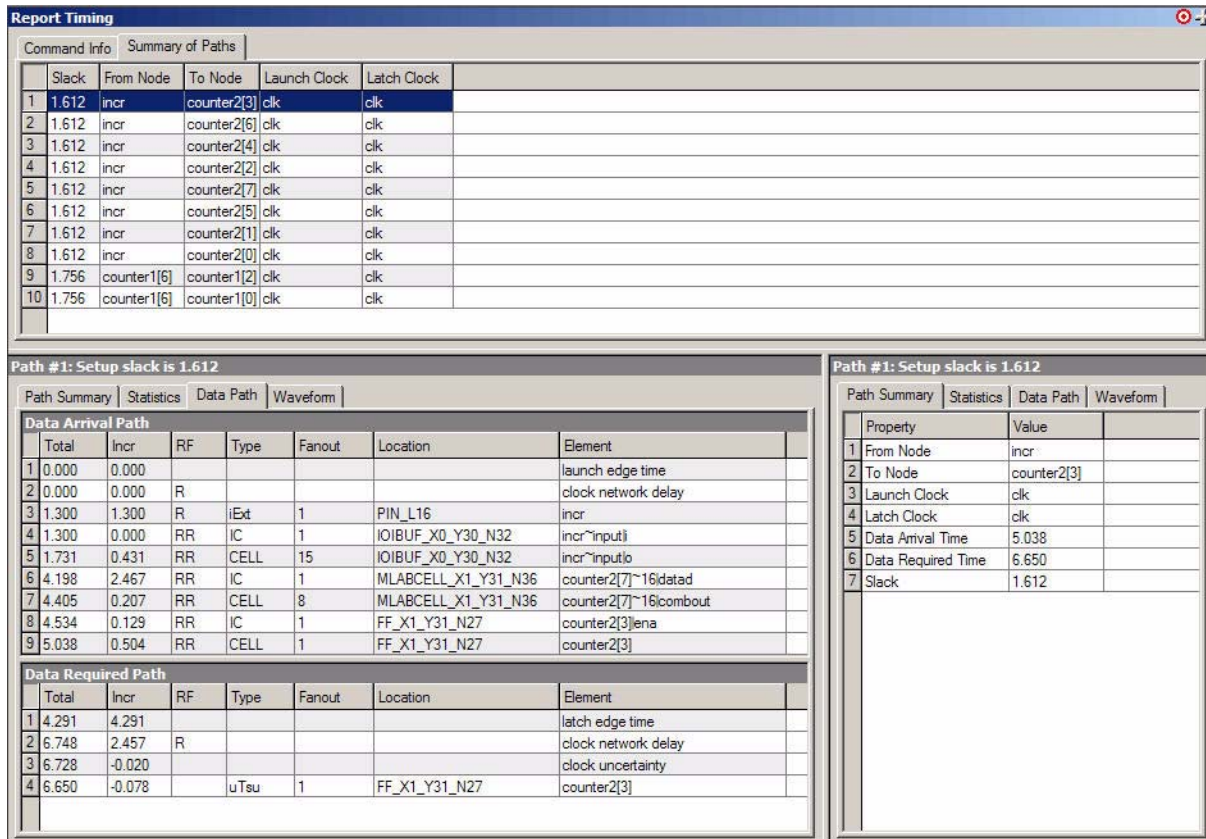 Report Timing
Command Info Summary of Paths
Slack From Node To Node Launch Clock Latch Clock
1 1.612 incr counter2[3] clk clk
2 1.612 incr counter2[6] clk clk
3 1.612 incr counter2[4] clk clk
4 1.612 incr counter2[2] clk clk
5 1.612 incr counter2[7] clk clk
6 1.612 incr counter2[5] clk clk
7 1.612 incr counter2[1] clk clk
8 1.612 incr counter2[0] clk clk
9 1.756 counter1[6] counter1[2] clk clk
10 1.756 counter1[6] counter1[0] clk clk
Path #1: Setup slack is 1.612
Path Summary Statistics Data Path Waveform
Data Arrival Path
Total Incr RF Type Fanout Location Element
1 0.000 0.000 launch edge time
2 0.000 0.000 R clock network delay
3 1.300 1.300 R iExt 1 PIN_L16 incr
4 1.300 0.000 RR IC 1 IOIBUF_X0_Y30_N32 incr~input|i
5 1.731 0.431 RR CELL 15 IOIBUF_X0_Y30_N32 incr~input|o
6 4.198 2.467 RR IC 1 MLABCELL_X1_Y31_N36 counter2[7]~16|datad
7 4.405 0.207 RR CELL 8 MLABCELL_X1_Y31_N36 counter2[7]~16|combout
8 4.534 0.129 RR IC 1 FF_X1_Y31_N27 counter2[3]|ena
9 5.038 0.504 RR CELL 1 FF_X1_Y31_N27 counter2[3]
Data Required Path
Total Incr RF Type Fanout Location Element
1 4.291 4.291 latch edge time
2 6.748 2.457 R clock network delay
3 6.728 -0.020 clock uncertainty
4 6.650 -0.078 uTsu 1 FF_X1_Y31_N27 counter2[3]
Path #1: Setup slack is 1.612
Path Summary Statistics Data Path Waveform
Property Value
1 From Node incr
2 To Node counter2[3]
3 Launch Clock clk
4 Latch Clock clk
5 Data Arrival Time 5.038
6 Data Required Time 6.650
7 Slack 1.612